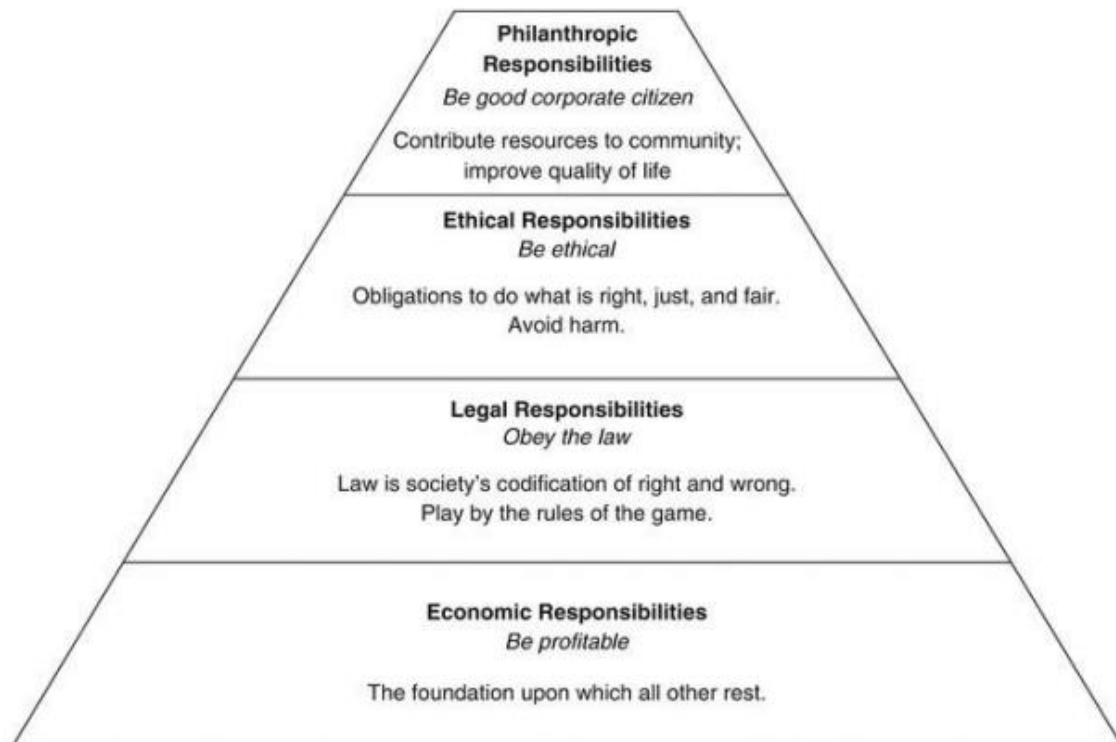 Philanthropic
Responsibilities
Be good corporate citizen
Contribute resources to community;
improve quality of life
Ethical Responsibilities
Be ethical
Obligations to do what is right, just, and fair.
Avoid harm.
Legal Responsibilities
Obey the law
Law is society's codification of right and wrong.
Play by the rules of the game.
Economic Responsibilities
Be profitable
The foundation upon which all other rest.